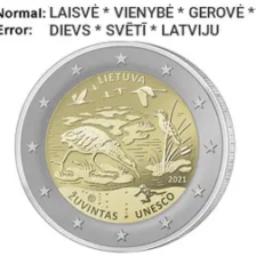 Normal: LAISVĖ * VIENYBĖ * GEROVĖ *
Error: DIEVS * SVĒTĪ * LATVIJU
LIETUVA
2021
ŽUVINTAS UNESCO